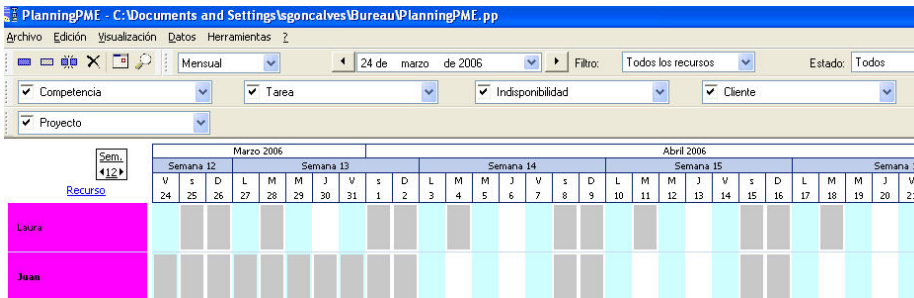 PlanningPME - C:\Documents and Settings\sgoncalves\Bureau\PlanningPME.pp
Archivo Edición Visualización Datos Herramientas ?
Mensual 24 de marzo de 2006 Filtro: Todos los recursos Estado: Todos
Competencia Tarea Indisponibilidad Cliente
Proyecto
Marzo 2006 Abril 2006
Sem. Semana 12 Semana 13 Semana 14 Semana 15 Semana
12 V s D L M M J V s D L M M J V s D L M M J V s D L M M J V
Recurso 24 25 26 27 28 29 30 31 1 2 3 4 5 6 7 8 9 10 11 12 13 14 15 16 17 18 19 20
Laura
Juan